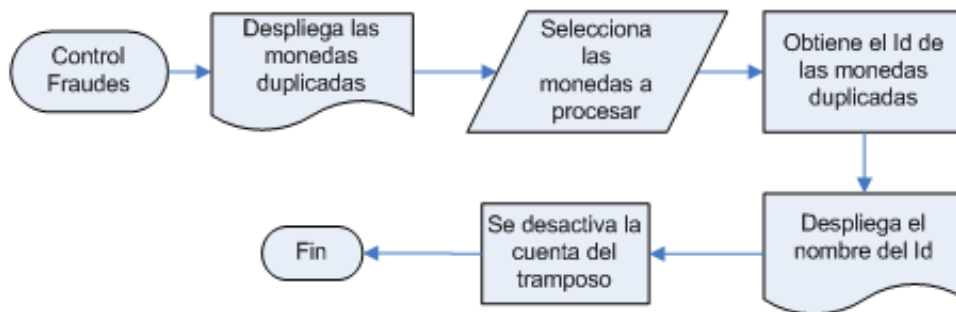 Control
Fraudes
Despliega las
monedas
duplicadas
Selecciona
las
monedas a
procesar
Obtiene el Id de
las monedas
duplicadas
Despliega el
nombre del Id
Se desactiva la
cuenta del
tramposo
Fin